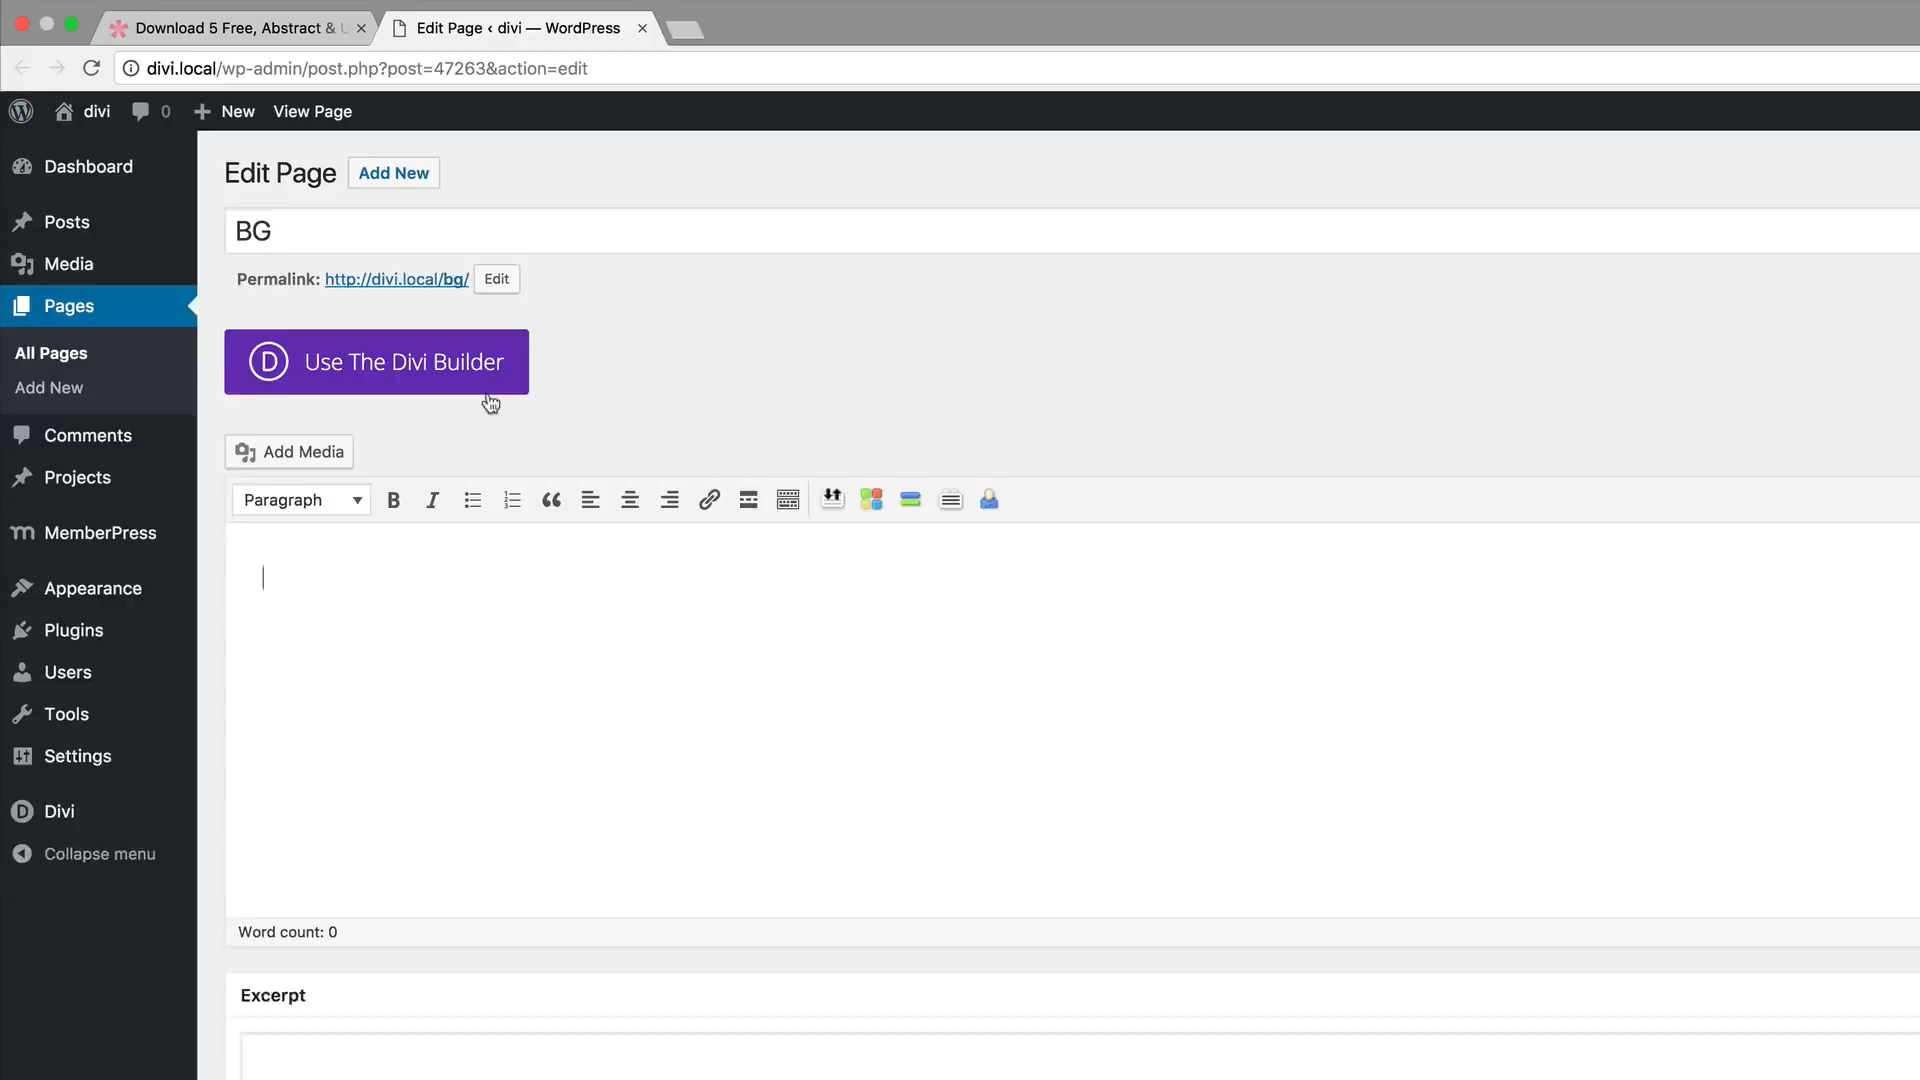 Download 5 Free, Abstract &
Edit Page ‹ divi — WordPress
divi.local/wp-admin/post.php?post=47263&action=edit
divi
0
New
View Page
Dashboard
Posts
Media
Pages
All Pages
Add New
Comments
Projects
MemberPress
Appearance
Plugins
Users
Tools
Settings
Divi
Collapse menu
Edit Page
Add New
BG
Permalink: http://divi.local/bg/ Edit
D Use The Divi Builder
Add Media
Paragraph
Word count: 0
Excerpt